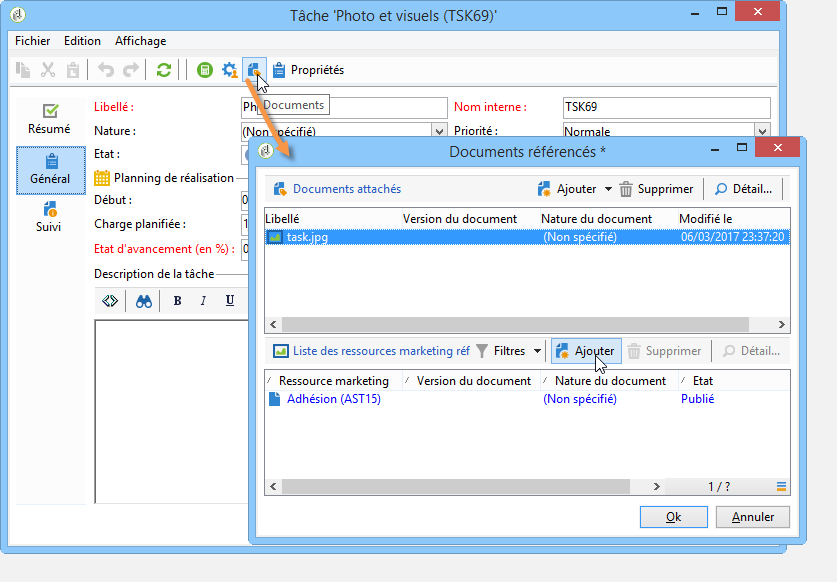 Tâche 'Photo et visuels (TSK69)'
Fichier Edition Affichage
Propriétés
Documents
Résumé
Général
Suivi
Libellé : Ph Nom interne : TSK69
Nature : (Non spécifié) Priorité : Normale
Etat :
Planning de réalisation
Début : 0
Charge planifiée : 1
Etat d'avancement (en %) : 0
Description de la tâche
B I U
Documents référencés *
Documents attachés Ajouter Supprimer Détail...
Libellé Version du document Nature du document Modifié le
task.jpg (Non spécifié) 06/03/2017 23:37:20
Liste des ressources marketing réf Filtres Ajouter Supprimer Détail...
Ressource marketing Version du document Nature du document Etat
Adhésion (AST15) (Non spécifié) Publié
1 / ?
Ok Annuler